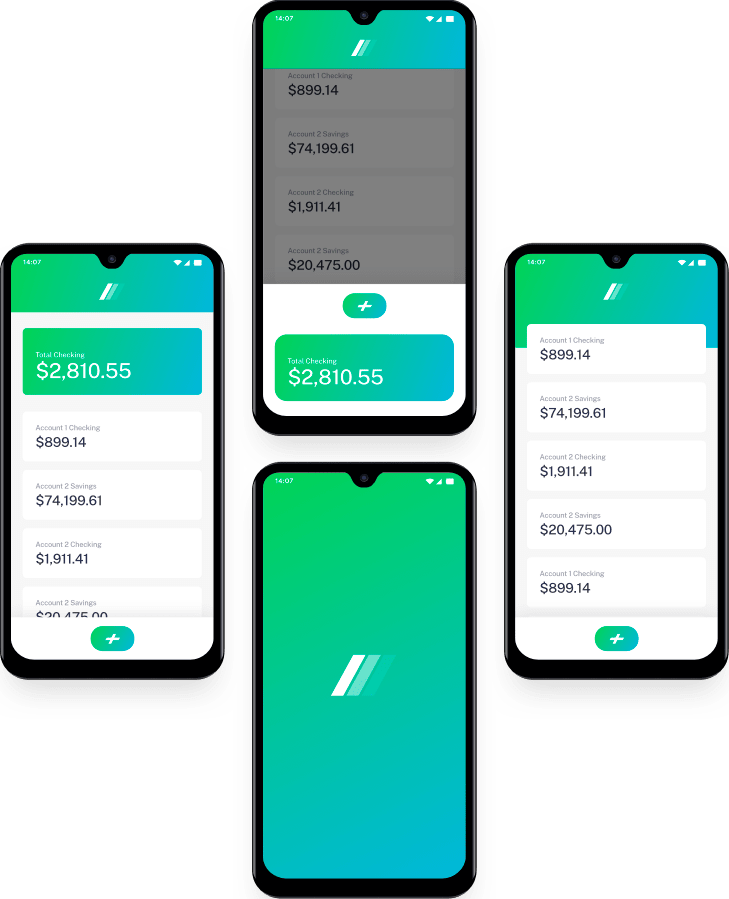 14:07
Account 1 Checking
$899.14
Account 2 Savings
$74,199.61
Account 2 Checking
$1,911.41
Account 2 Savings
$20,475.00
Total Checking
$2,810.55
14:07
Total Checking
$2,810.55
Account 1 Checking
$899.14
Account 2 Savings
$74,199.61
Account 2 Checking
$1,911.41
Account 2 Savings
$20,475.00
14:07
Account 1 Checking
$899.14
Account 2 Savings
$74,199.61
Account 2 Checking
$1,911.41
Account 2 Savings
$20,475.00
Account 1 Checking
$899.14
14:07